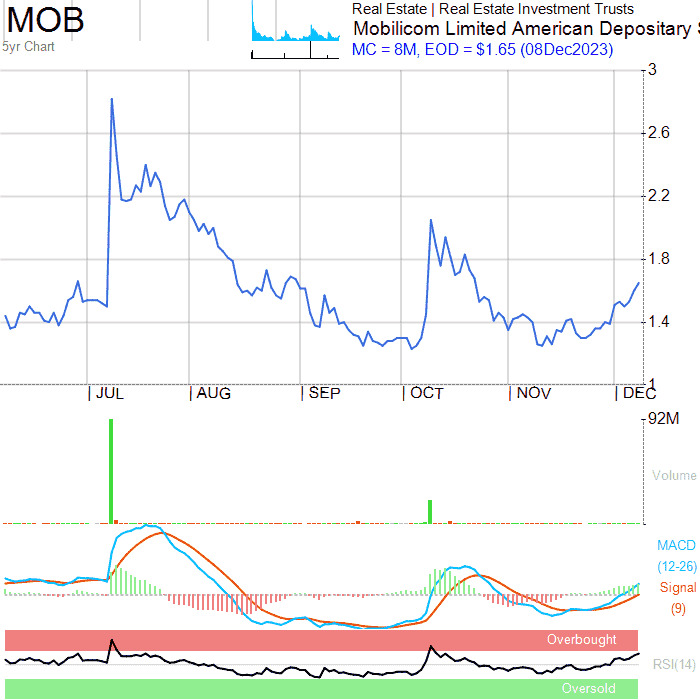 MOB
5yr Chart
Real Estate | Real Estate Investment Trusts
Mobilicom Limited American Depositary S
MC = 8M, EOD = $1.65 (08Dec2023)
3
2.6
2.2
1.8
1.4
1
JUL AUG SEP OCT NOV DEC
92M
Volume
MACD
(12-26)
Signal
(9)
Overbought
RSI(14)
Oversold